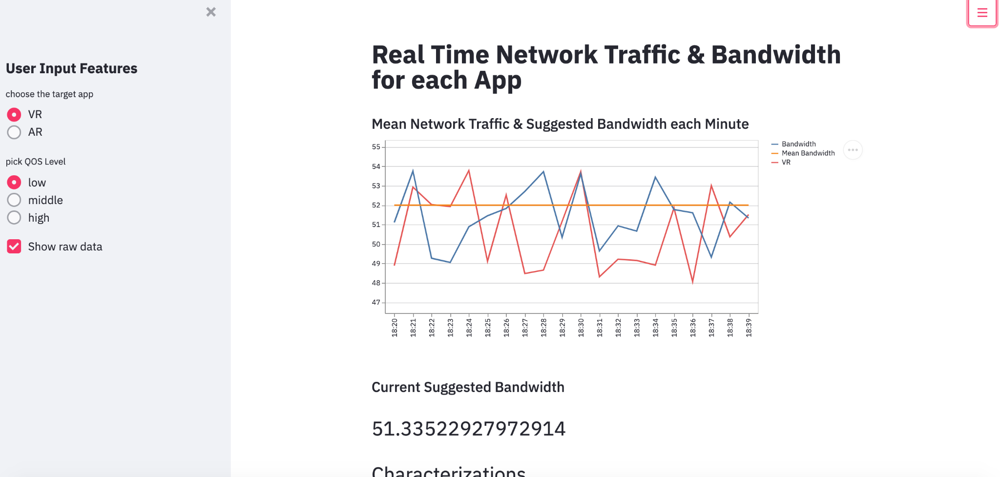 User Input Features
choose the target app
VR
AR
pick QOS Level
low
middle
high
Show raw data
Real Time Network Traffic & Bandwidth
for each App
Mean Network Traffic & Suggested Bandwidth each Minute
55
54
53
52
51
50
49
48
47
18:20
18:21
18:22
18:23
18:24
18:25
18:26
18:27
18:28
18:29
18:30
18:31
18:32
18:33
18:34
18:35
18:36
18:37
18:38
18:39
Bandwidth
Mean Bandwidth
VR
Current Suggested Bandwidth
51.33522927972914
Characterizations